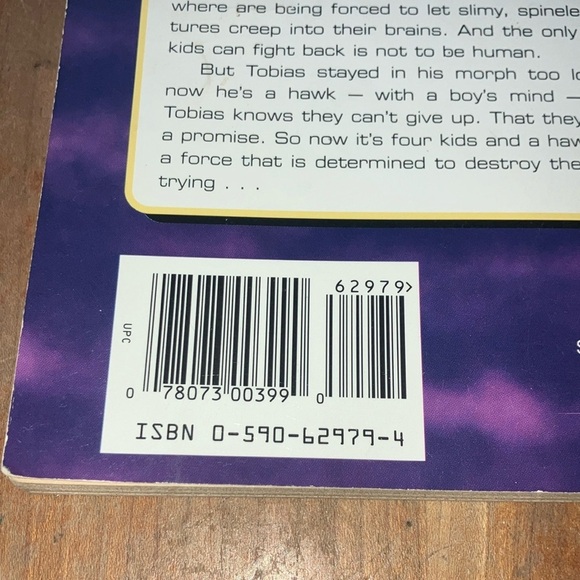 where are being forced to let slimy,
tures creep into their brains. And the only
kids can fight back is not to be human.
But Tobias stayed in his morph too
now he's a hawk — with a boy's mind —
Tobias knows they can't give up. That they
a promise. So now it's four kids and a
a force that is determined to destroy
trying . . .
62979>
UPC
0 78073 00399 0
ISBN 0-590-62979-4